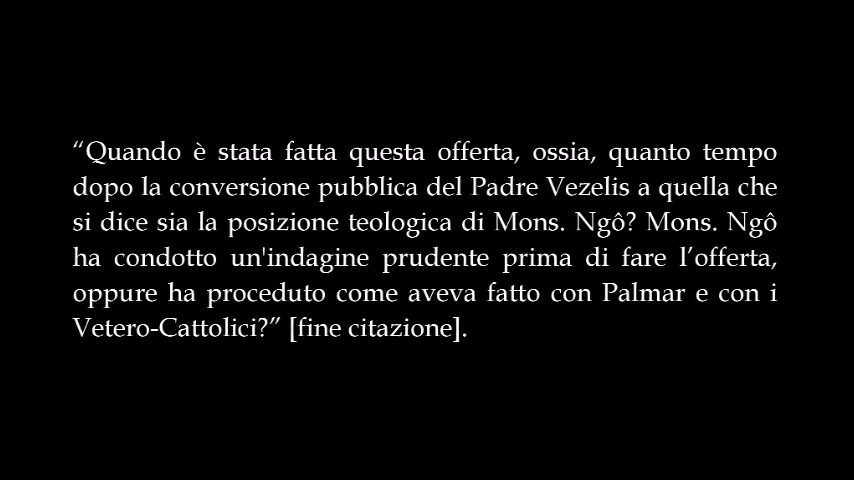 “Quando è stata fatta questa offerta, ossia, quanto tempo
dopo la conversione pubblica del Padre Vezelis a quella che
si dice sia la posizione teologica di Mons. Ngô? Mons. Ngô
ha condotto un'indagine prudente prima di fare l’offerta,
oppure ha proceduto come aveva fatto con Palmar e con i
Vetero-Cattolici?” [fine citazione].